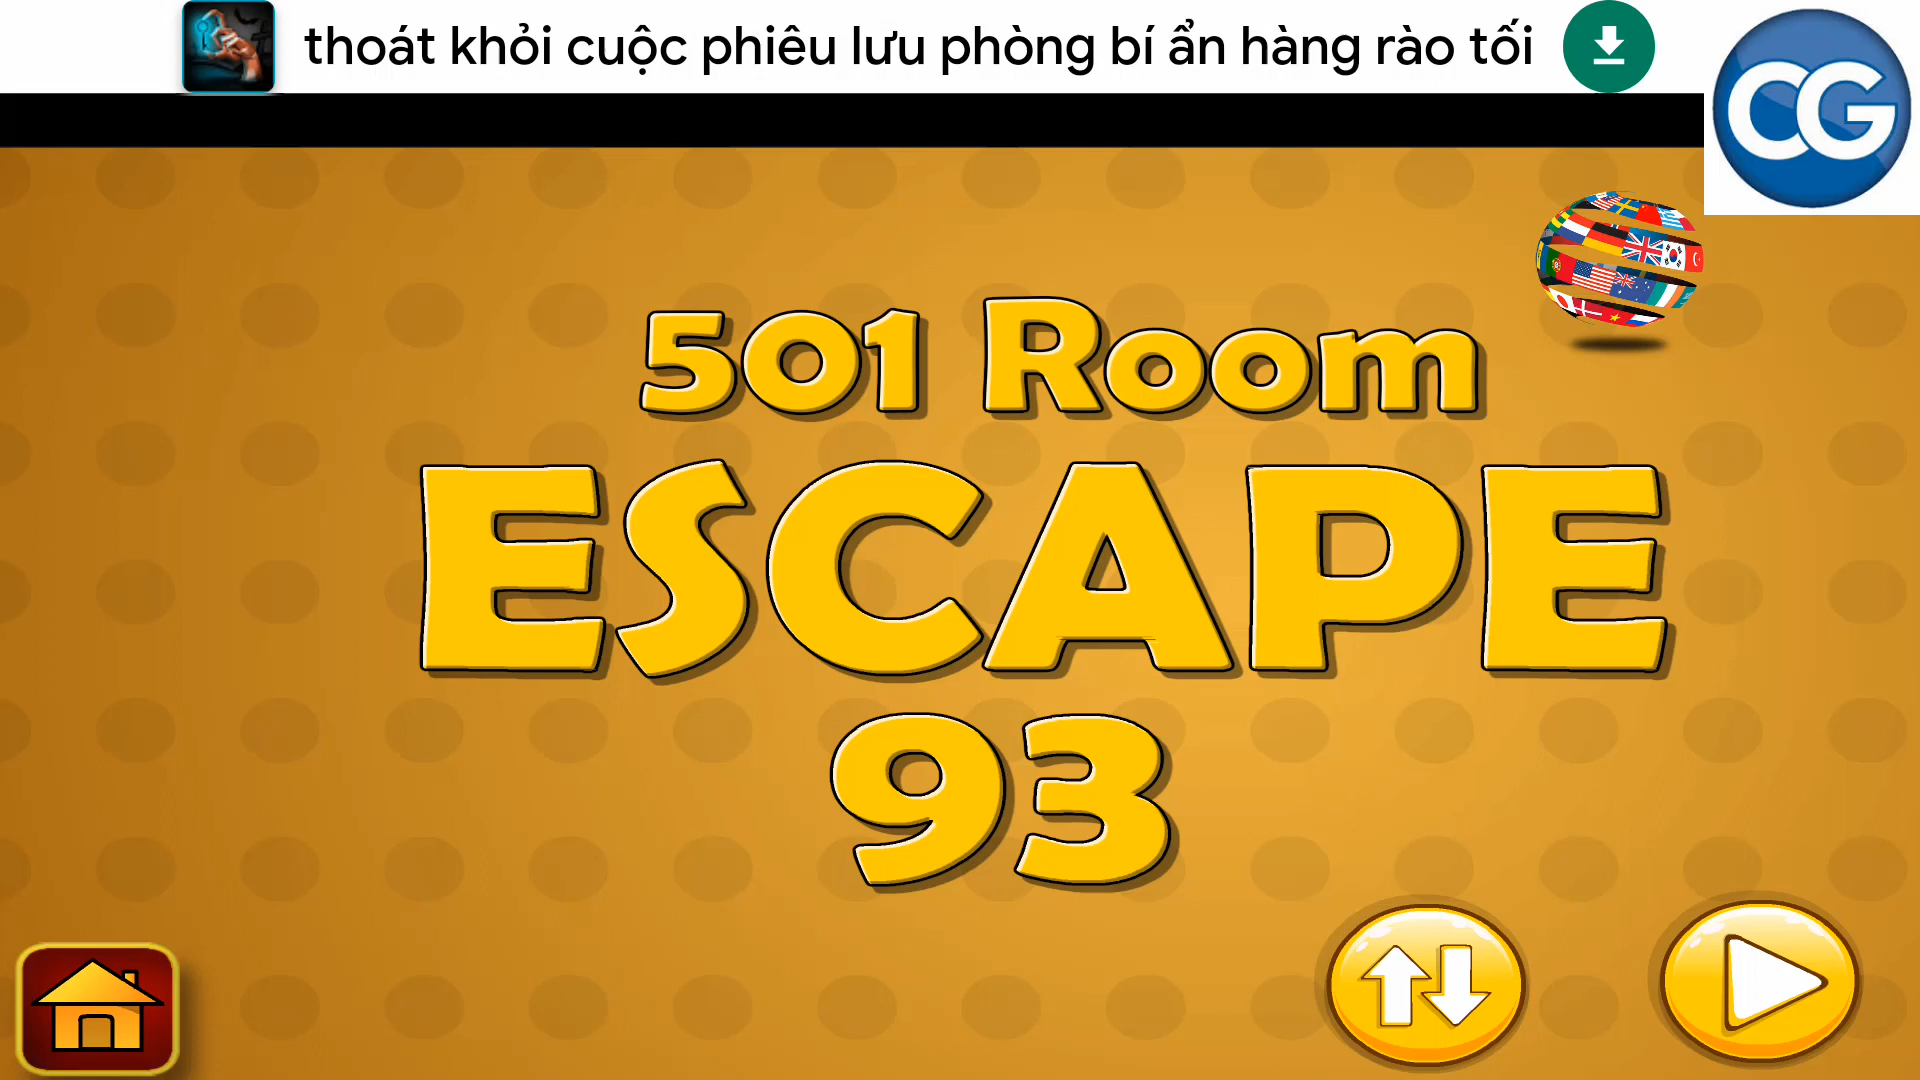 thoát khỏi cuộc phiêu lưu phòng bí ẩn hàng rào tối
CG
501 Room
ESCAPE
93